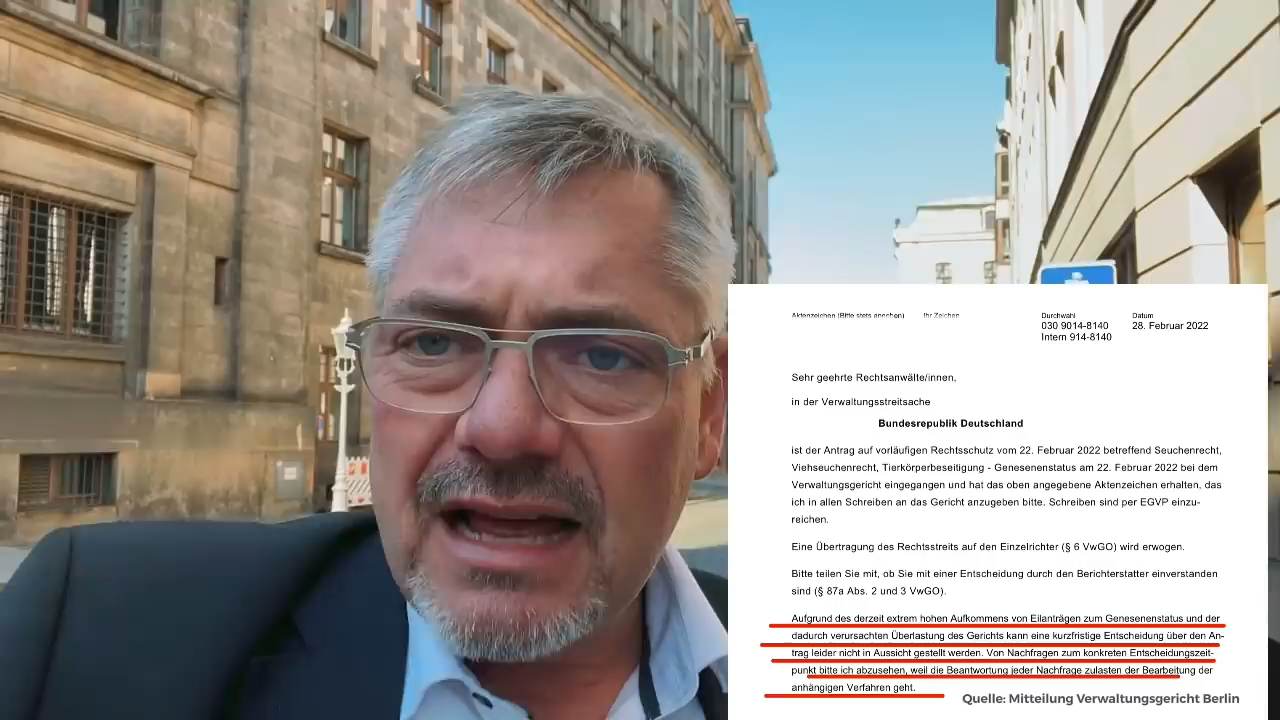 Aktenzeichen (Bitte stets angeben) Ihr Zeichen Durchwahl Datum
030 9014-8140 28. Februar 2022
Intern 914-8140
Sehr geehrte Rechtsanwälte/innen,
in der Verwaltungsstreitsache
Bundesrepublik Deutschland
ist der Antrag auf vorläufigen Rechtsschutz vom 22. Februar 2022 betreffend Seuchenrecht,
Viehseuchenrecht, Tierkörperbeseitigung - Genesenenstatus am 22. Februar 2022 bei dem
Verwaltungsgericht eingegangen und hat das oben angegebene Aktenzeichen erhalten, das
ich in allen Schreiben an das Gericht anzugeben bitte. Schreiben sind per EGVP einzu-
reichen.
Eine Übertragung des Rechtsstreits auf den Einzelrichter (§ 6 VwGO) wird erwogen.
Bitte teilen Sie mit, ob Sie mit einer Entscheidung durch den Berichterstatter einverstanden
sind (§ 87a Abs. 2 und 3 VwGO).
Aufgrund des derzeit extrem hohen Aufkommens von Eilanträgen zum Genesenenstatus und der
dadurch verursachten Überlastung des Gerichts kann eine kurzfristige Entscheidung über den An-
trag leider nicht in Aussicht gestellt werden. Von Nachfragen zum konkreten Entscheidungszeit-
punkt bitte ich abzusehen, weil die Beantwortung jeder Nachfrage zulasten der Bearbeitung der
anhängigen Verfahren geht.
Quelle: Mitteilung Verwaltungsgericht Berlin